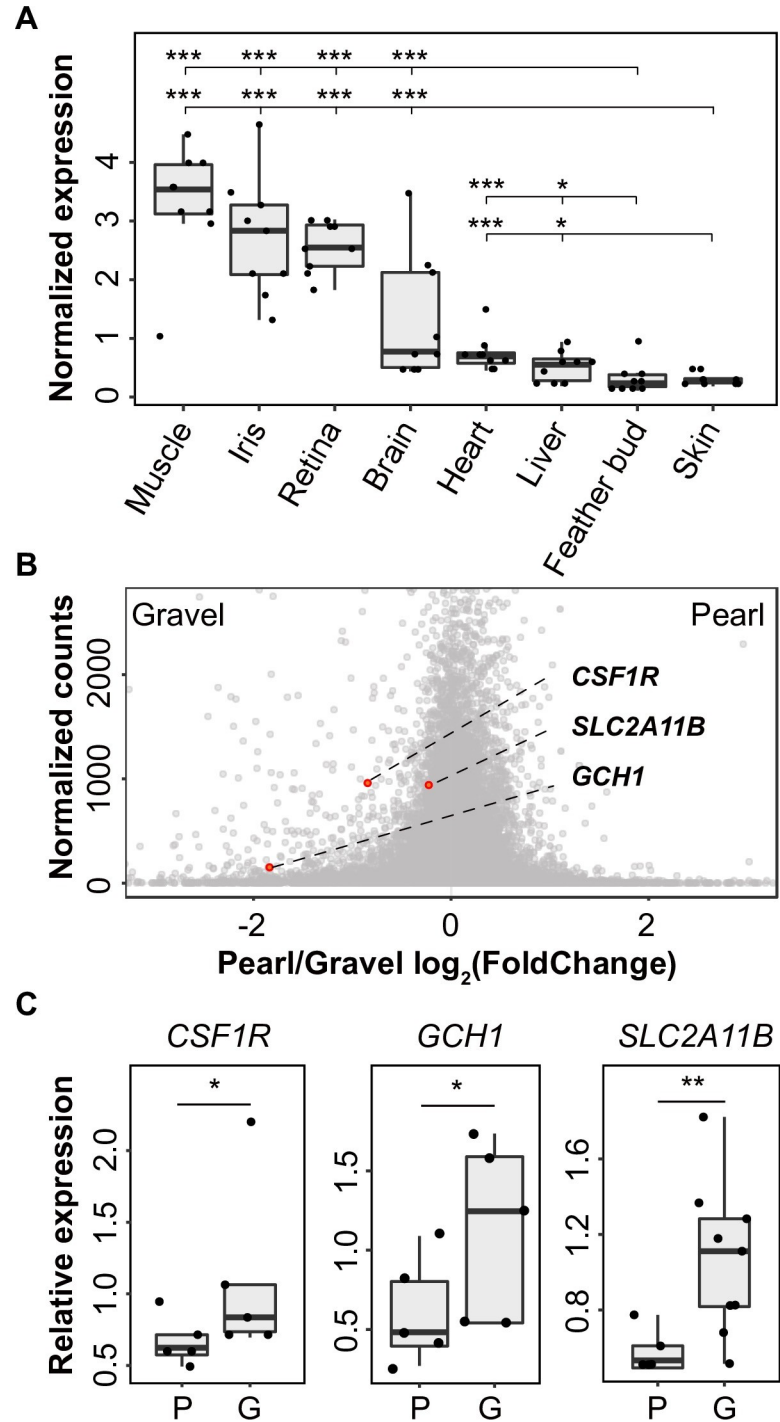 A
*** *** *** ***
*** *** *** ***
*** *
*** *
Normalized expression
4
3
2
1
0
Muscle Iris Retina Brain Heart Liver Feather bud Skin
B
Gravel Pearl
Normalized counts
2000
1000
0
CSF1R
SLC2A11B
GCH1
-2 0 2
Pearl/Gravel log2(FoldChange)
C
CSF1R GCH1 SLC2A11B
* * **
Relative expression
2.0
1.5
1.0
0.5
1.5
1.0
0.5
1.6
1.2
0.8
P G P G P G